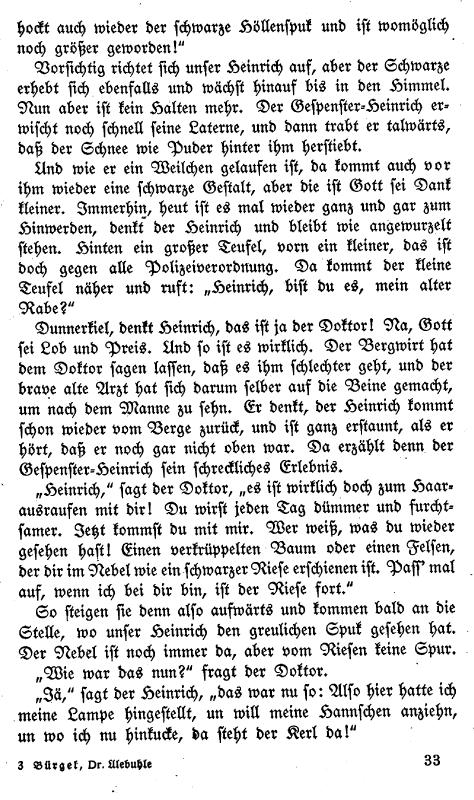 hockt auch wieder der schwarze Höllenspuk und ist womöglich
noch größer geworden!“
Vorsichtig richtet sich unser Heinrich auf, aber der Schwarze
erhebt sich ebenfalls und wächst hinauf bis in den Himmel.
Nun aber ist kein Halten mehr. Der Gespenster-Heinrich er-
wischt noch schnell seine Laterne, und dann trabt er talwärts,
daß der Schnee wie Puder hinter ihm herstiebt.
Und wie er ein Weilchen gelaufen ist, da kommt auch vor
ihm wieder eine schwarze Gestalt, aber die ist Gott sei Dank
kleiner. Immerhin, heut ist es mal wieder ganz und gar zum
Hinwerden, denkt der Heinrich und bleibt wie angewurzelt
stehen. Hinten ein großer Teufel, vorn ein kleiner, das ist
doch gegen alle Polizeiverordnung. Da kommt der kleine
Teufel näher und ruft: „Heinrich, bist du es, mein alter
Rabe?“
Dunnerkiel, denkt Heinrich, das ist ja der Doktor! Na, Gott
sei Lob und Preis. Und so ist es wirklich. Der Bergwirt hat
dem Doktor sagen lassen, daß es ihm schlechter geht, und der
brave alte Arzt hat sich darum selber auf die Beine gemacht,
um nach dem Manne zu sehn. Er denkt, der Heinrich kommt
schon wieder vom Berge zurück, und ist ganz erstaunt, als er
hört, daß er noch gar nicht oben war. Da erzählt denn der
Gespenster-Heinrich sein schreckliches Erlebnis.
„Heinrich,“ sagt der Doktor, „es ist wirklich doch zum Haar-
ausraufen mit dir! Du wirst jeden Tag dümmer und furcht-
samer. Jetzt kommst du mit mir. Wer weiß, was du wieder
gesehen hast! Einen verkrüppelten Baum oder einen Felsen,
der dir im Nebel wie ein schwarzer Riese erschienen ist. Pass' mal
auf, wenn ich bei dir bin, ist der Riese fort.“
So steigen sie denn also aufwärts und kommen bald an die
Stelle, wo unser Heinrich den greulichen Spuk gesehen hat.
Der Nebel ist noch immer da, aber vom Riesen keine Spur.
„Wie war das nun?“ fragt der Doktor.
„Jä,“ sagt der Heinrich, „das war nu so: Also hier hatte ich
meine Lampe hingestellt, un will meine Hannschen anziehn,
un wo ich nu hinkucke, da steht der Kerl da!“
3 Bürgel, Dr. Ulebuhle 33